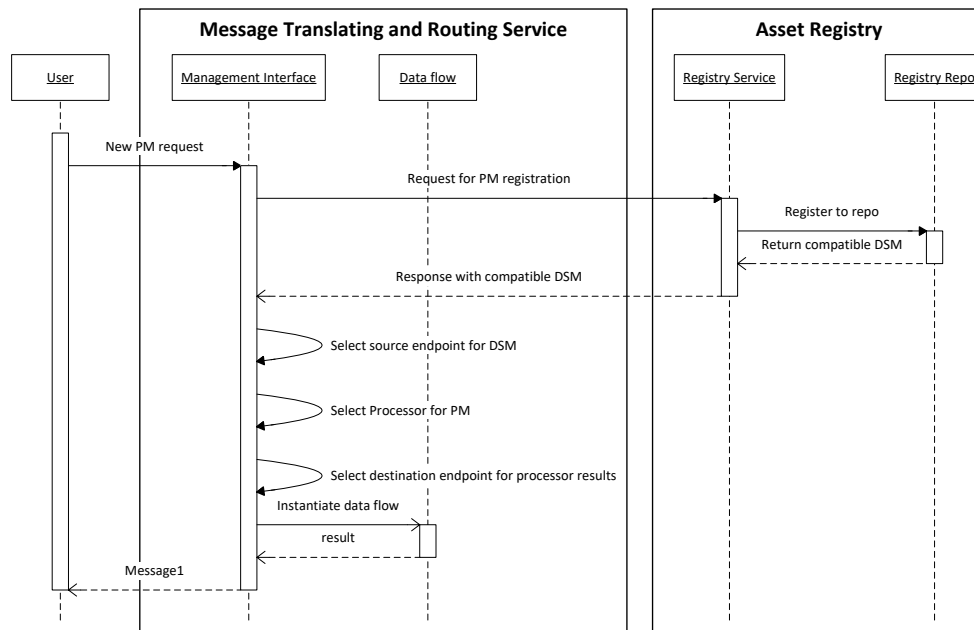 Message Translating and Routing Service
Asset Registry
User
Management Interface
Data flow
Registry Service
Registry Repo
New PM request
Request for PM registration
Register to repo
Return compatible DSM
Response with compatible DSM
Select source endpoint for DSM
Select Processor for PM
Select destination endpoint for processor results
Instantiate data flow
result
Message1